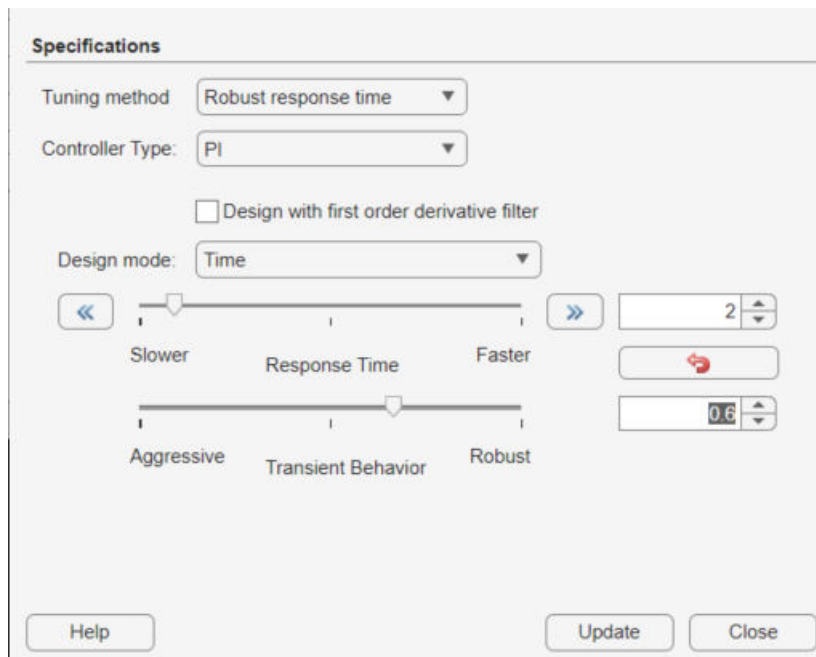 Specifications
Tuning method Robust response time
Controller Type: PI
Design with first order derivative filter
Design mode: Time
2
Slower Response Time Faster
0.6
Aggressive Transient Behavior Robust
Help Update Close